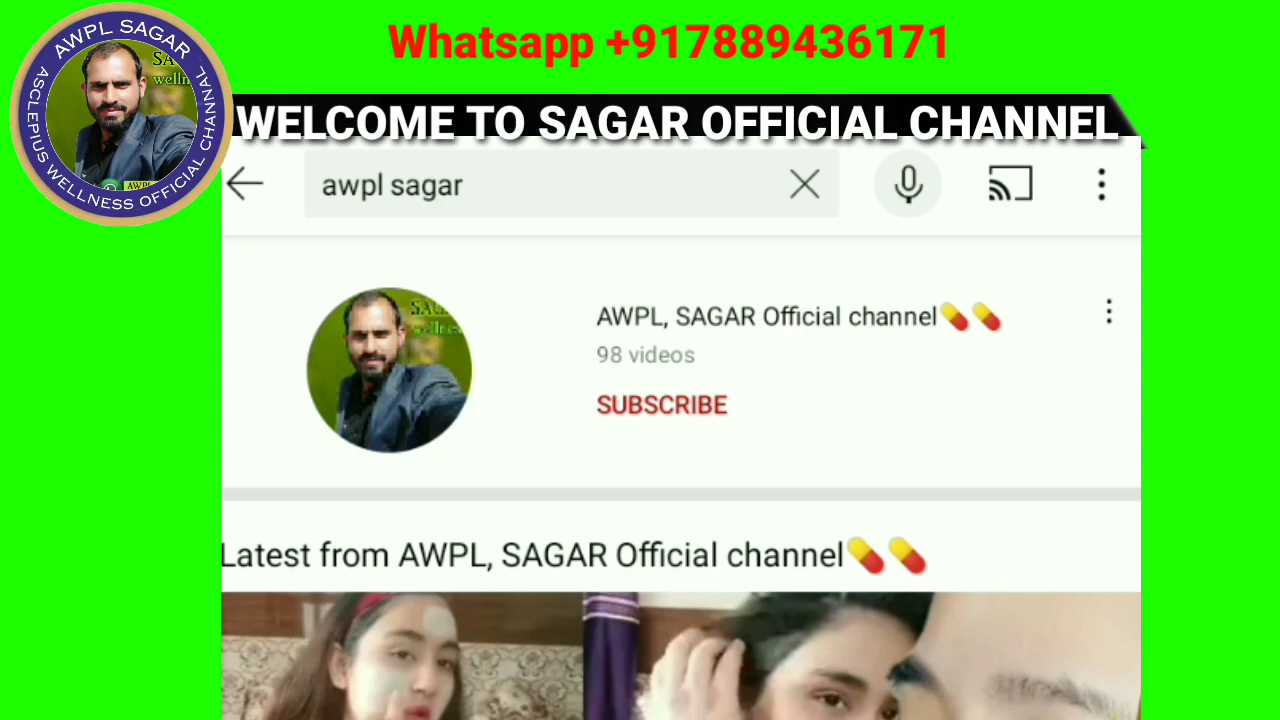 AWPL SAGAR
ASCLEPIUS WELLNESS OFFICIAL CHANNAL
Whatsapp +917889436171
WELCOME TO SAGAR OFFICIAL CHANNEL
awpl sagar
AWPL, SAGAR Official channel💊💊
98 videos
SUBSCRIBE
Latest from AWPL, SAGAR Official channel💊💊